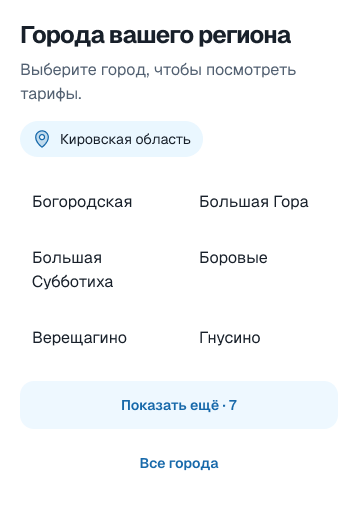 Города вашего региона
Выберите город, чтобы посмотреть
тарифы.
Кировская область
Богородская
Большая Гора
Большая
Субботиха
Боровые
Верещагино
Гнусино
Показать ещё · 7
Все города